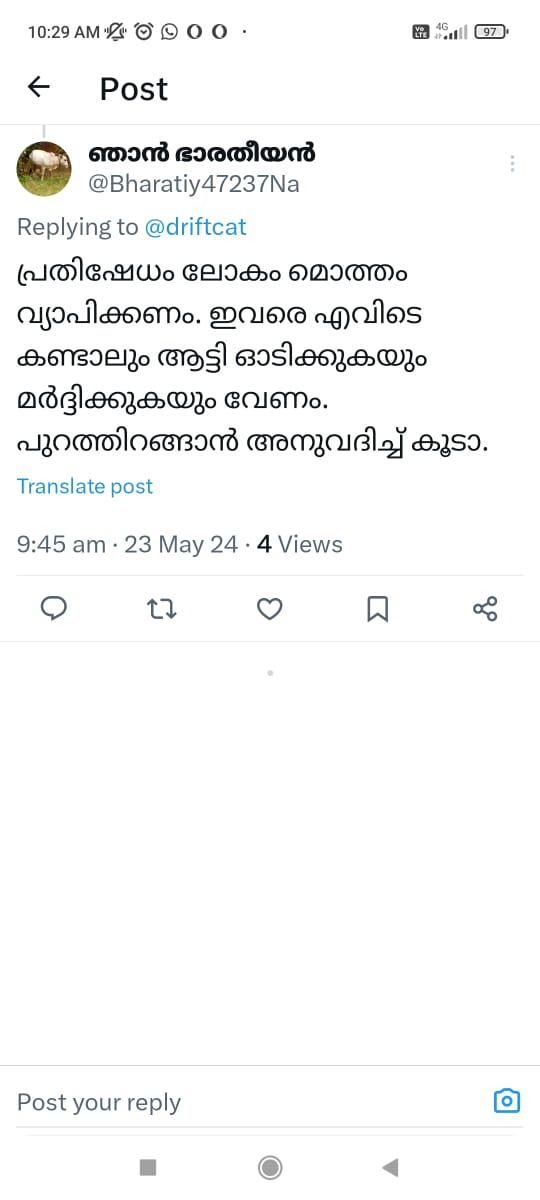 10:29 AM
4G
Vo LTE
97
Post
ഞാൻ ഭാരതീയൻ
@Bharatiy47237Na
Replying to @driftcat
പ്രതിഷേധം ലോകം മൊത്തം
വ്യാപിക്കണം. ഇവരെ എവിടെ
കണ്ടാലും ആട്ടി ഓടിക്കുകയും
മർദ്ദിക്കുകയും വേണം.
പുറത്തിറങ്ങാൻ അനുവദിച്ച് കൂടാ.
Translate post
9:45 am · 23 May 24 · 4 Views
Post your reply